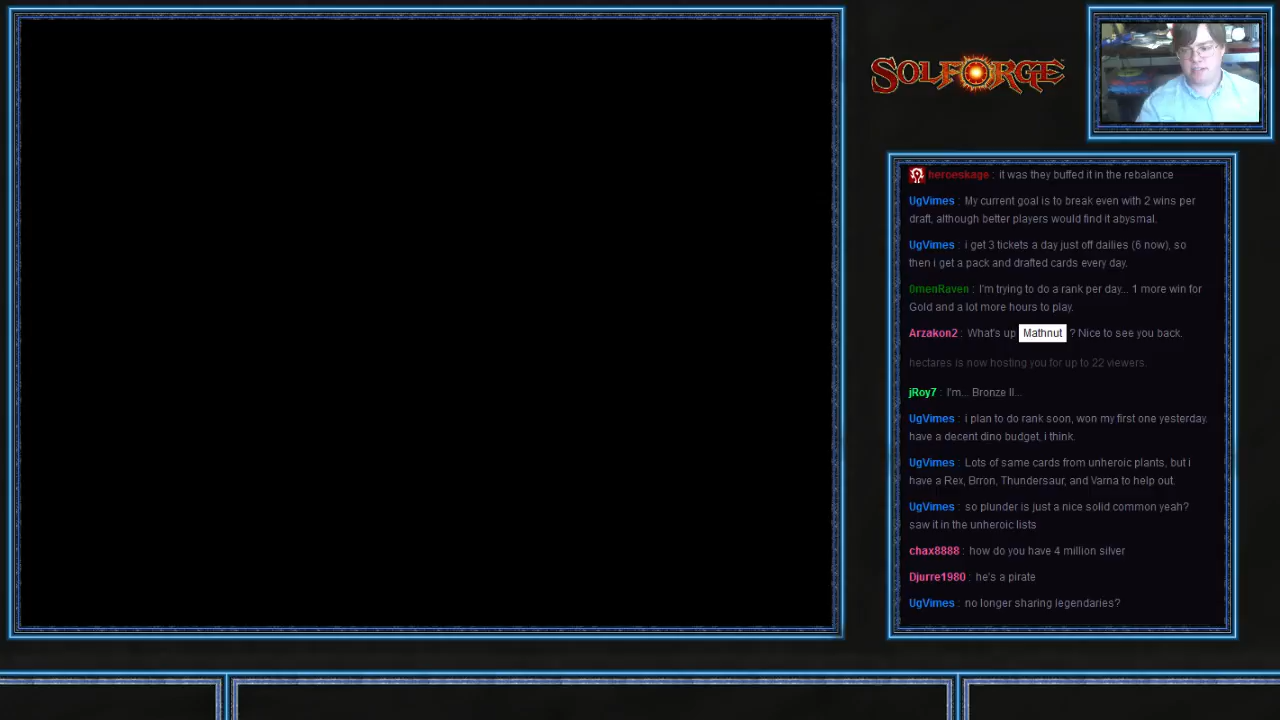 SOLFORGE
heroeskage : it was they buffed it in the rebalance
UgVimes : My current goal is to break even with 2 wins per
draft, although better players would find it abysmal.
UgVimes : i get 3 tickets a day just off dailies (6 now), so
then i get a pack and drafted cards every day.
0menRaven : I'm trying to do a rank per day... 1 more win for
Gold and a lot more hours to play.
Arzakon2 : What's up Mathnut ? Nice to see you back.
hectares is now hosting you for up to 22 viewers.
jRoy7 : I'm... Bronze II...
UgVimes : i plan to do rank soon, won my first one yesterday.
have a decent dino budget, i think.
UgVimes : Lots of same cards from unheroic plants, but i
have a Rex, Brron, Thundersaur, and Varna to help out.
UgVimes : so plunder is just a nice solid common yeah?
saw it in the unheroic lists
chax8888 : how do you have 4 million silver
Djurre1980 : he's a pirate
UgVimes : no longer sharing legendaries?